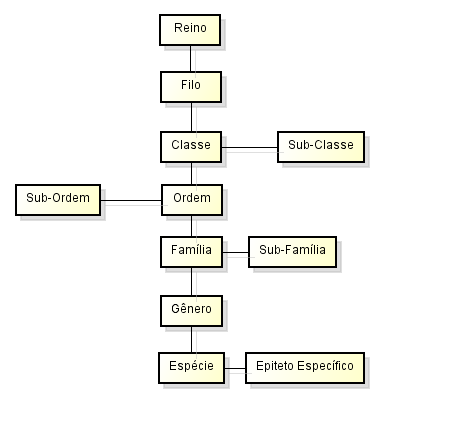 Reino
Filo
Classe
Sub-Classe
Sub-Ordem
Ordem
Família
Sub-Família
Gênero
Espécie
Epiteto Específico